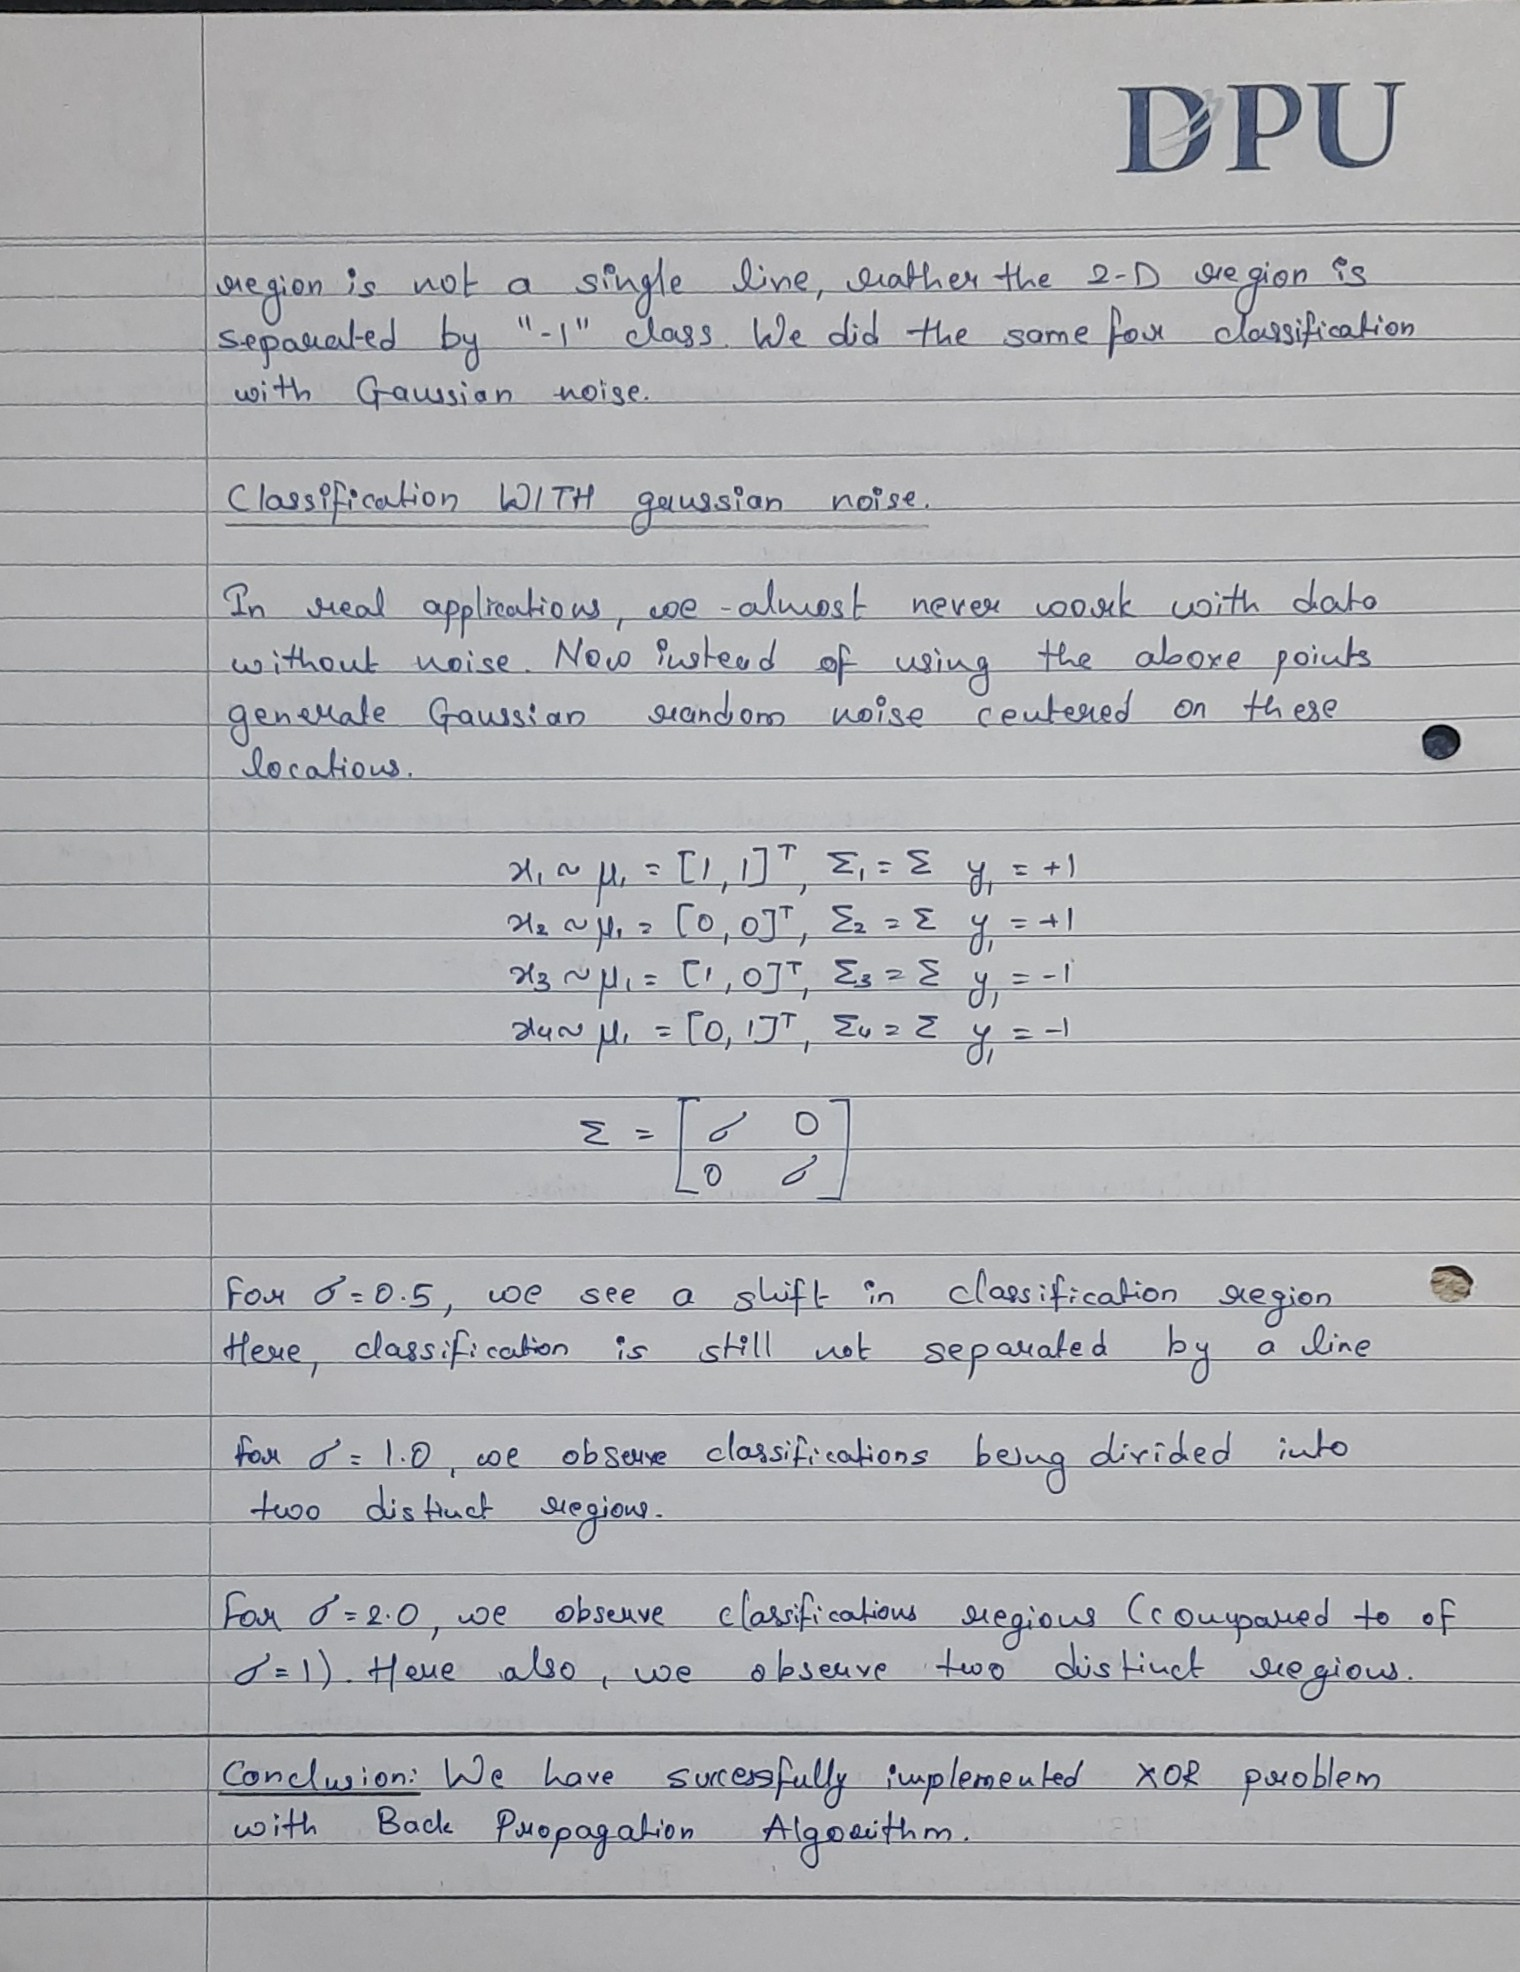 DPU
region is not a single line, rather the 2-D region is
separated by "-1" class. We did the same for classification
with Gaussian noise.
Classification WITH gaussian noise.
In real applications, we almost never work with data
without noise. Now instead of using the above points
generate Gaussian random noise centered on these
locations.
x₁ ~ μ₁ = [1, 1]ᵀ, Σ₁ = Σ y₁ = +1
x₂ ~ μ₁ = [0, 0]ᵀ, Σ₂ = Σ y₁ = +1
x₃ ~ μ₁ = [1, 0]ᵀ, Σ₃ = Σ y₁ = -1
x₄ ~ μ₁ = [0, 1]ᵀ, Σ₄ = Σ y₁ = -1
Σ = [σ 0
0 σ]
For σ = 0.5, we see a shift in classification region
Here, classification is still not separated by a line
for σ = 1.0, we observe classifications being divided into
two distinct regions.
For σ = 2.0, we observe classifications regions (compared to of
σ = 1). Here also, we observe two distinct regions.
Conclusion: We have successfully implemented XOR problem
with Back Propagation Algorithm.